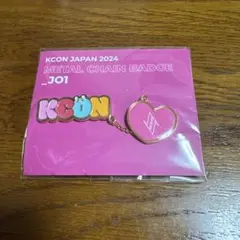 KCON JAPAN 2024
METAL CHAIN BADGE
_JO1
KCON